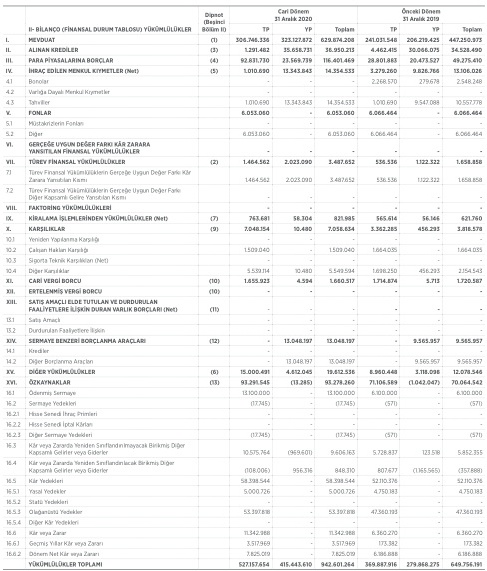 Cari Dönem Önceki Dönem
Dipnot 31 Aralık 2020 31 Aralık 2019
II- BİLANÇO (FİNANSAL DURUM TABLOSU) YÜKÜMLÜLÜKLER (Beşinci Bölüm II) TP YP Toplam TP YP Toplam
I. MEVDUAT (1) 306.746.336 323.127.872 629.874.208 241.031.548 206.219.425 447.250.973
II. ALINAN KREDİLER (3) 1.291.482 35.658.731 36.950.213 4.462.415 30.066.075 34.528.490
III. PARA PİYASALARINA BORÇLAR (4) 92.831.730 23.569.739 116.401.469 28.801.883 20.473.527 49.275.410
IV. İHRAÇ EDİLEN MENKUL KIYMETLER (Net) (5) 1.010.690 13.343.843 14.354.533 3.279.260 9.826.766 13.106.026
4.1 Bonolar - - - 2.268.570 279.678 2.548.248
4.2 Varlığa Dayalı Menkul Kıymetler - - - - - -
4.3 Tahviller 1.010.690 13.343.843 14.354.533 1.010.690 9.547.088 10.557.778
V. FONLAR 6.053.060 - 6.053.060 6.066.464 - 6.066.464
5.1 Müstakrizlerin Fonları - - - - - -
5.2 Diğer 6.053.060 - 6.053.060 6.066.464 - 6.066.464
VI. GERÇEĞE UYGUN DEĞER FARKI KÂR ZARARA
YANSITILAN FİNANSAL YÜKÜMLÜLÜKLER - - - - - -
VII. TÜREV FİNANSAL YÜKÜMLÜLÜKLER (2) 1.464.562 2.023.090 3.487.652 536.536 1.122.322 1.658.858
7.1 Türev Finansal Yükümlülüklerin Gerçeğe Uygun Değer Farkı Kâr
Zarara Yansıtılan Kısmı 1.464.562 2.023.090 3.487.652 536.536 1.122.322 1.658.858
7.2 Türev Finansal Yükümlülüklerin Gerçeğe Uygun Değer Farkı
Diğer Kapsamlı Gelire Yansıtılan Kısmı - - - - - -
VIII. FAKTORİNG YÜKÜMLÜLÜKLERİ - - - - - -
IX. KİRALAMA İŞLEMLERİNDEN YÜKÜMLÜLÜKLER (Net) (7) 763.681 58.304 821.985 565.614 56.146 621.760
X. KARŞILIKLAR (9) 7.048.154 10.480 7.058.634 3.362.285 456.293 3.818.578
10.1 Yeniden Yapılanma Karşılığı - - - - - -
10.2 Çalışan Hakları Karşılığı 1.509.040 - 1.509.040 1.664.035 - 1.664.035
10.3 Sigorta Teknik Karşılıkları (Net) - - - - - -
10.4 Diğer Karşılıklar 5.539.114 10.480 5.549.594 1.698.250 456.293 2.154.543
XI. CARİ VERGİ BORCU (10) 1.655.923 4.594 1.660.517 1.714.874 5.713 1.720.587
XII. ERTELENMİŞ VERGİ BORCU (10) - - - - - -
XIII. SATIŞ AMAÇLI ELDE TUTULAN VE DURDURULAN
FAALİYETLERE İLİŞKİN DURAN VARLIK BORÇLARI (Net) (11) - - - - - -
13.1 Satış Amaçlı - - - - - -
13.2 Durdurulan Faaliyetlere İlişkin - - - - - -
XIV. SERMAYE BENZERİ BORÇLANMA ARAÇLARI (12) - 13.048.197 13.048.197 - 9.565.957 9.565.957
14.1 Krediler - - - - - -
14.2 Diğer Borçlanma Araçları - 13.048.197 13.048.197 - 9.565.957 9.565.957
XV. DİĞER YÜKÜMLÜLÜKLER (6) 15.000.491 4.612.045 19.612.536 8.960.448 3.118.098 12.078.546
XVI. ÖZKAYNAKLAR (13) 93.291.545 (13.285) 93.278.260 71.106.589 (1.042.047) 70.064.542
16.1 Ödenmiş Sermaye 13.100.000 - 13.100.000 6.100.000 - 6.100.000
16.2 Sermaye Yedekleri (17.745) - (17.745) (571) - (571)
16.2.1 Hisse Senedi İhraç Primleri - - - - - -
16.2.2 Hisse Senedi İptal Kârları - - - - - -
16.2.3 Diğer Sermaye Yedekleri (17.745) - (17.745) (571) - (571)
16.3 Kâr veya Zararda Yeniden Sınıflandırılmayacak Birikmiş Diğer
Kapsamlı Gelirler veya Giderler 10.575.764 (969.601) 9.606.163 5.728.837 123.518 5.852.355
16.4 Kâr veya Zararda Yeniden Sınıflandırılacak Birikmiş Diğer
Kapsamlı Gelirler veya Giderler (108.006) 956.316 848.310 807.677 (1.165.565) (357.888)
16.5 Kâr Yedekleri 58.398.544 - 58.398.544 52.110.376 - 52.110.376
16.5.1 Yasal Yedekler 5.000.726 - 5.000.726 4.750.183 - 4.750.183
16.5.2 Statü Yedekleri - - - - - -
16.5.3 Olağanüstü Yedekler 53.397.818 - 53.397.818 47.360.193 - 47.360.193
16.5.4 Diğer Kâr Yedekleri - - - - - -
16.6 Kâr veya Zarar 11.342.988 - 11.342.988 6.360.270 - 6.360.270
16.6.1 Geçmiş Yıllar Kâr veya Zararı 3.517.969 - 3.517.969 173.382 - 173.382
16.6.2 Dönem Net Kâr veya Zararı 7.825.019 - 7.825.019 6.186.888 - 6.186.888
YÜKÜMLÜLÜKLER TOPLAMI 527.157.654 415.443.610 942.601.264 369.887.916 279.868.275 649.756.191